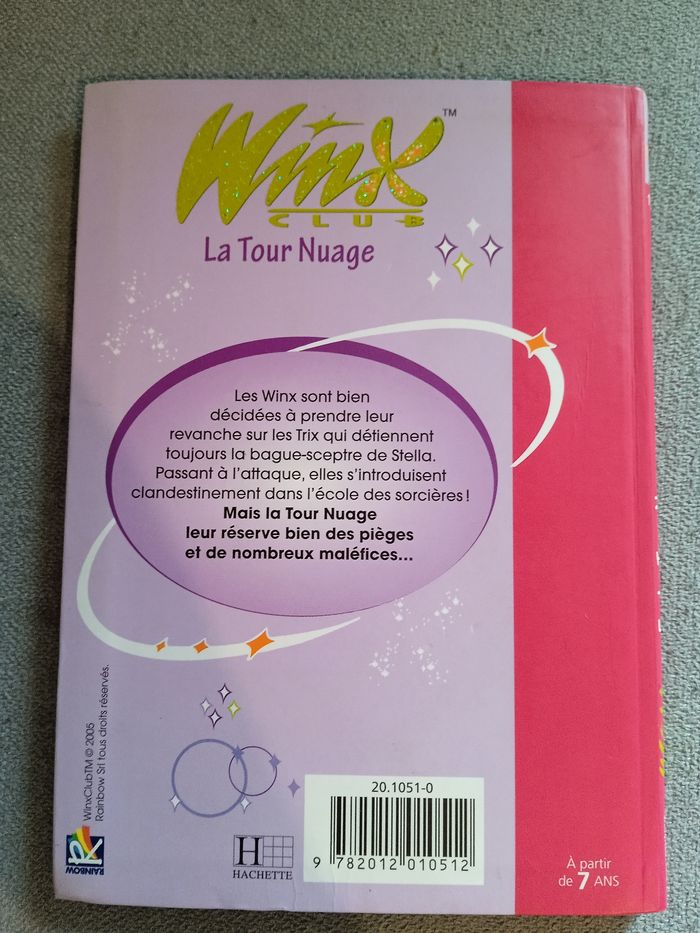 Winx™
CLUB
La Tour Nuage
Les Winx sont bien
décidées à prendre leur
revanche sur les Trix qui détiennent
toujours la bague-sceptre de Stella.
Passant à l'attaque, elles s'introduisent
clandestinement dans l'école des sorcières !
Mais la Tour Nuage
leur réserve bien des pièges
et de nombreux maléfices...
WinxClubTM © 2005
Rainbow Srl tous droits réservés.
RAINBOW
H
HACHETTE
20.1051-0
9 782012 010512
À partir
de 7 ANS